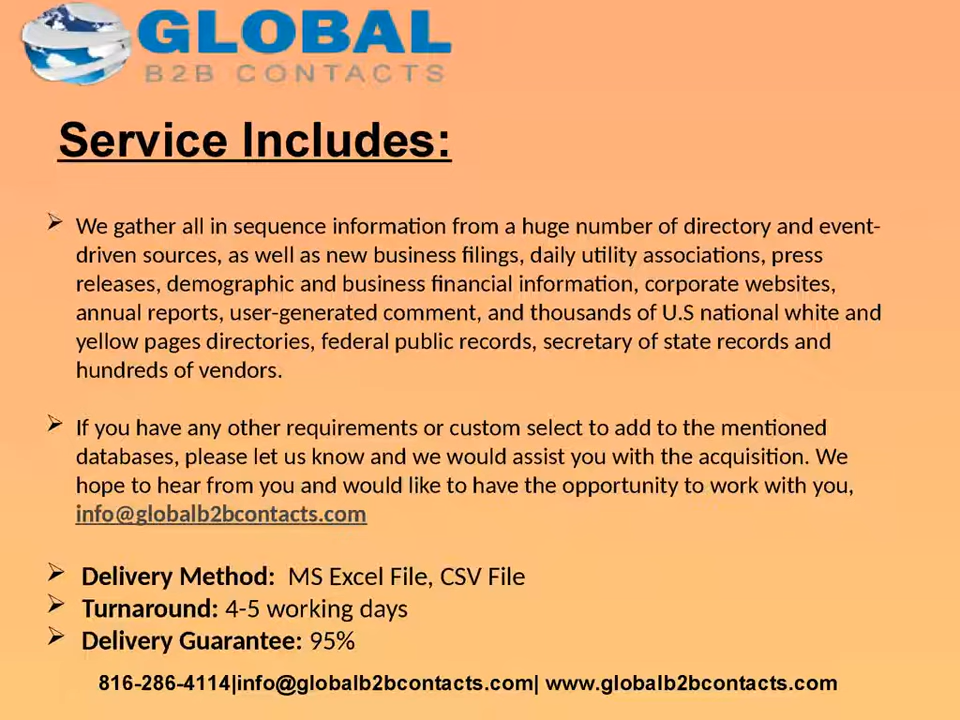 GLOBAL
B2B CONTACTS
Service Includes:
➢ We gather all in sequence information from a huge number of directory and event-
driven sources, as well as new business filings, daily utility associations, press
releases, demographic and business financial information, corporate websites,
annual reports, user-generated comment, and thousands of U.S national white and
yellow pages directories, federal public records, secretary of state records and
hundreds of vendors.
➢ If you have any other requirements or custom select to add to the mentioned
databases, please let us know and we would assist you with the acquisition. We
hope to hear from you and would like to have the opportunity to work with you,
info@globalb2bcontacts.com
➢ Delivery Method: MS Excel File, CSV File
➢ Turnaround: 4-5 working days
➢ Delivery Guarantee: 95%
816-286-4114|info@globalb2bcontacts.com| www.globalb2bcontacts.com